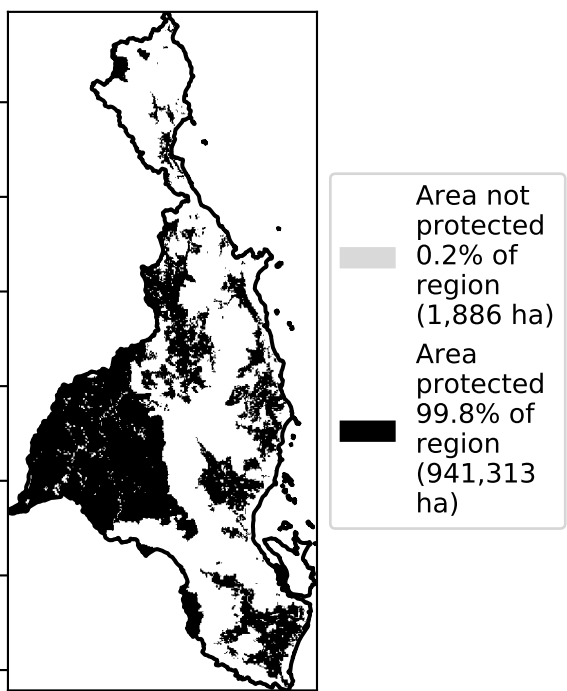 Area not
protected
0.2% of
region
(1,886 ha)
Area
protected
99.8% of
region
(941,313
ha)